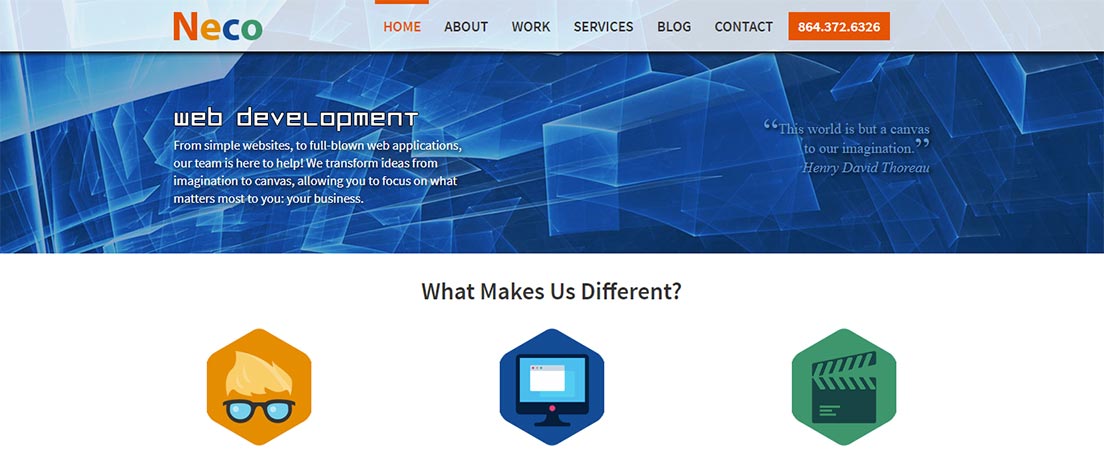 Neco
HOME ABOUT WORK SERVICES BLOG CONTACT 864.372.6326
web development
From simple websites, to full-blown web applications,
our team is here to help! We transform ideas from
imagination to canvas, allowing you to focus on what
matters most to you: your business.
“This world is but a canvas
to our imagination.”
Henry David Thoreau
What Makes Us Different?